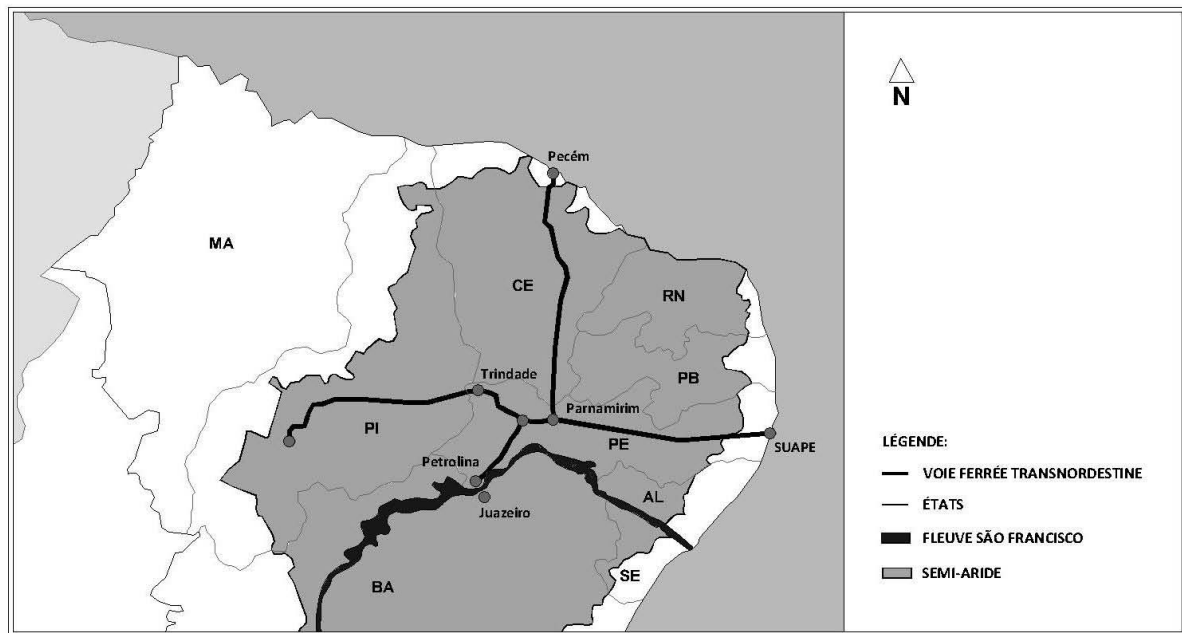 Pecém
MA
CE
RN
Trindade
PB
Parnamirim
PI
PE
SUAPE
Petrolina
AL
Juazeiro
SE
BA
N
LÉGENDE:
VOIE FERRÉE TRANSNORDESTINE
ÉTATS
FLEUVE SÃO FRANCISCO
SEMI-ARIDE